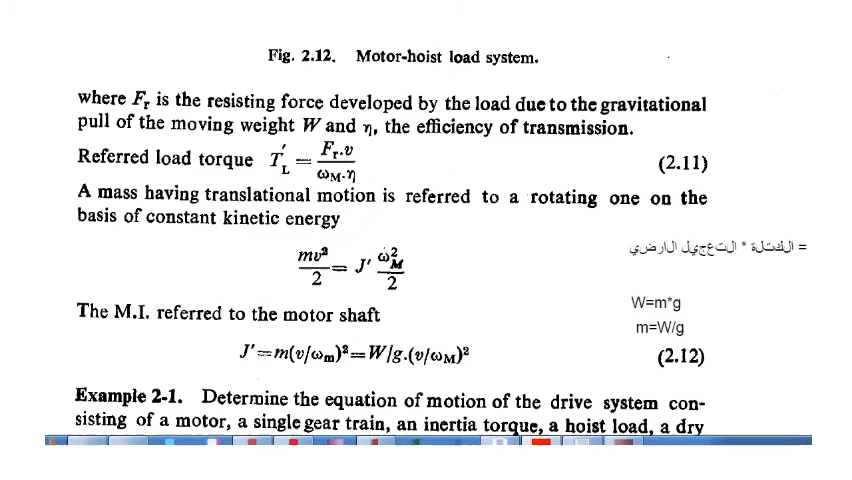 Fig. 2.12. Motor-hoist load system.
where Fr is the resisting force developed by the load due to the gravitational
pull of the moving weight W and η, the efficiency of transmission.
Referred load torque T′L = Fr.v / ωM.η (2.11)
A mass having translational motion is referred to a rotating one on the
basis of constant kinetic energy
mv²/2 = J′ ω²M/2
= الكتلة * التعجيل الارضي
The M.I. referred to the motor shaft
W=m*g
m=W/g
J′=m(v/ωm)²=W/g.(v/ωM)² (2.12)
Example 2-1. Determine the equation of motion of the drive system con-
sisting of a motor, a single gear train, an inertia torque, a hoist load, a dry